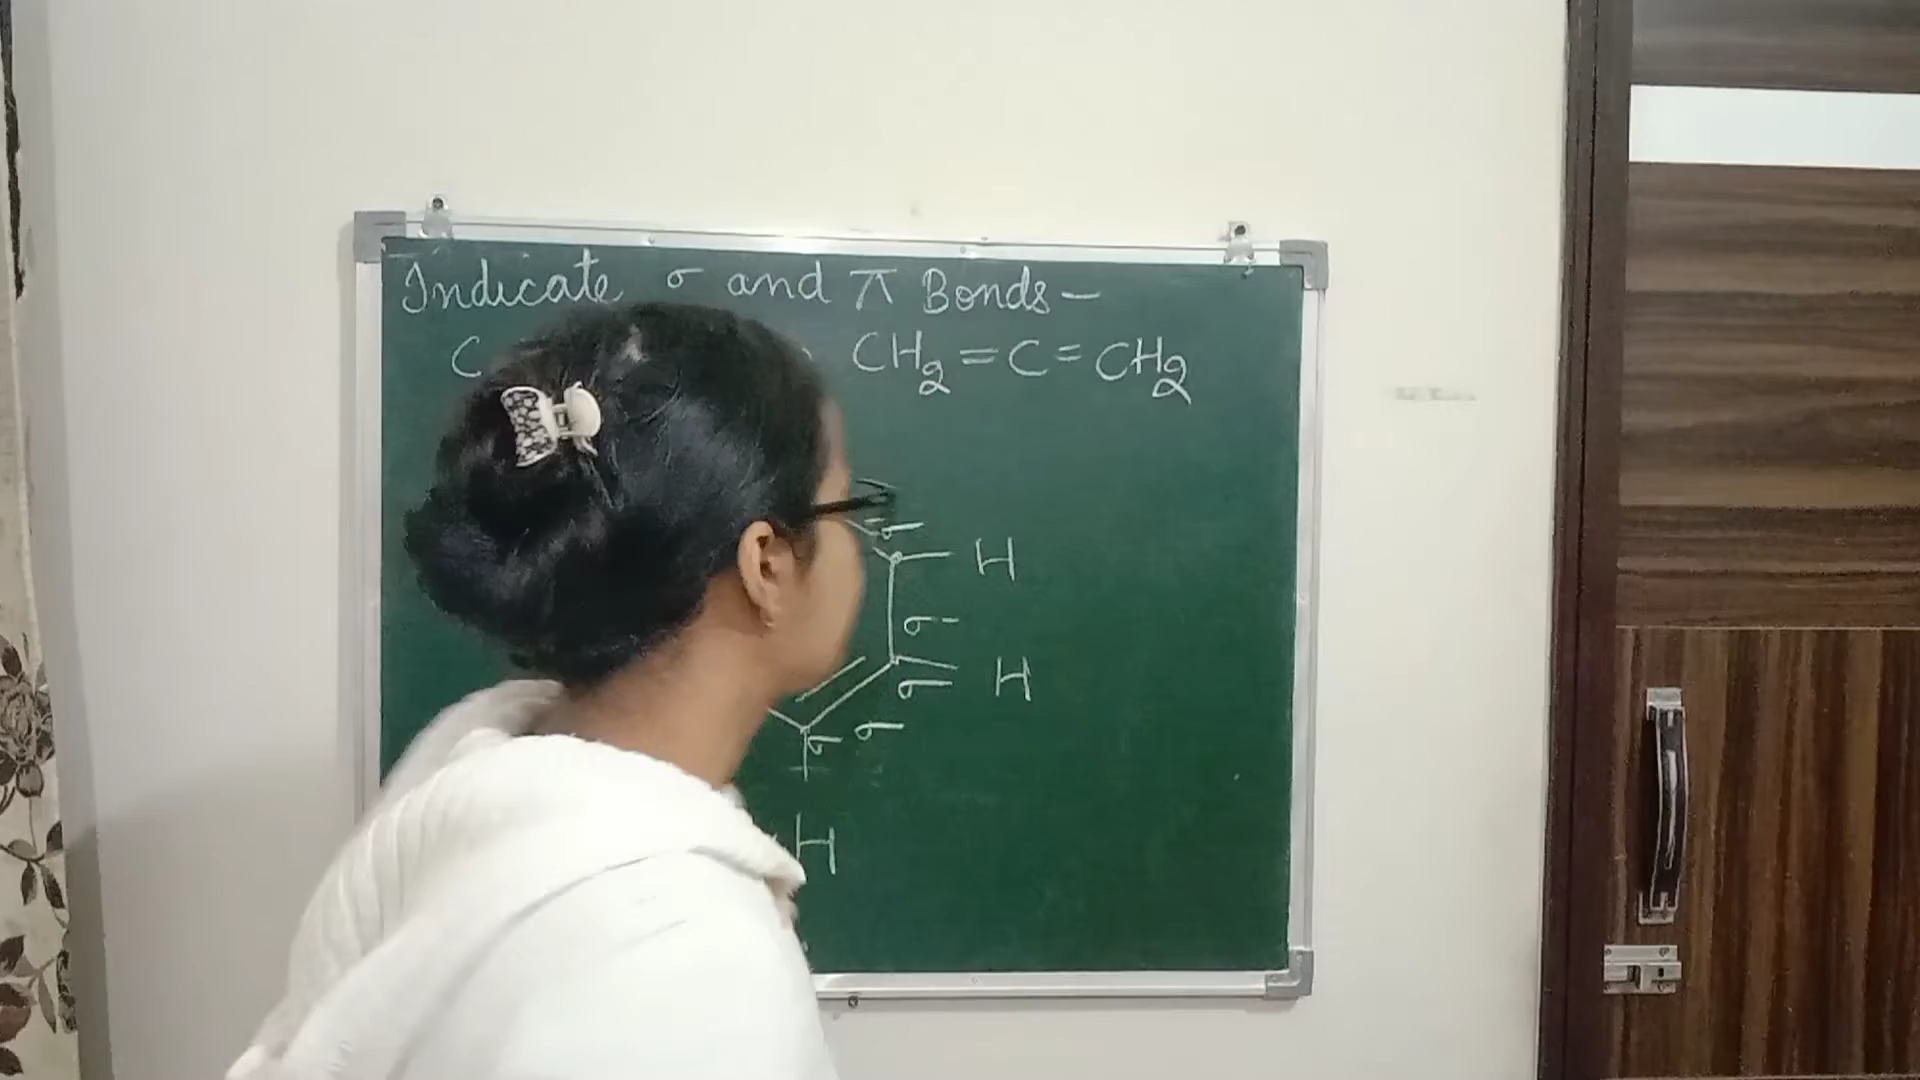 Indicate σ and π Bonds -
C CH₂ = C = CH₂
σ
H
σ
H
σ
σ σ
H